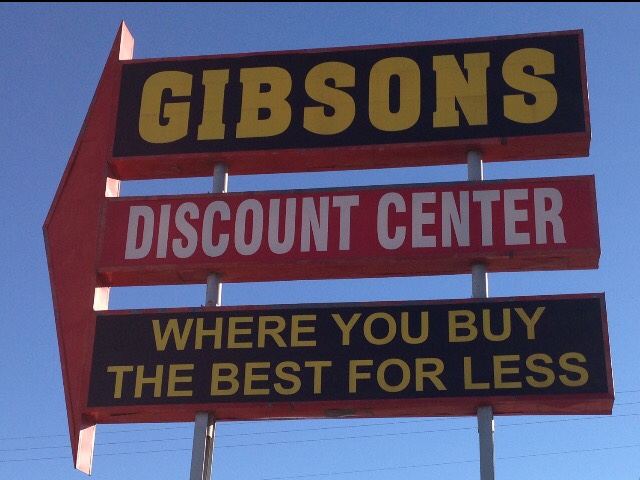 GIBSONS
DISCOUNT CENTER
WHERE YOU BUY
THE BEST FOR LESS